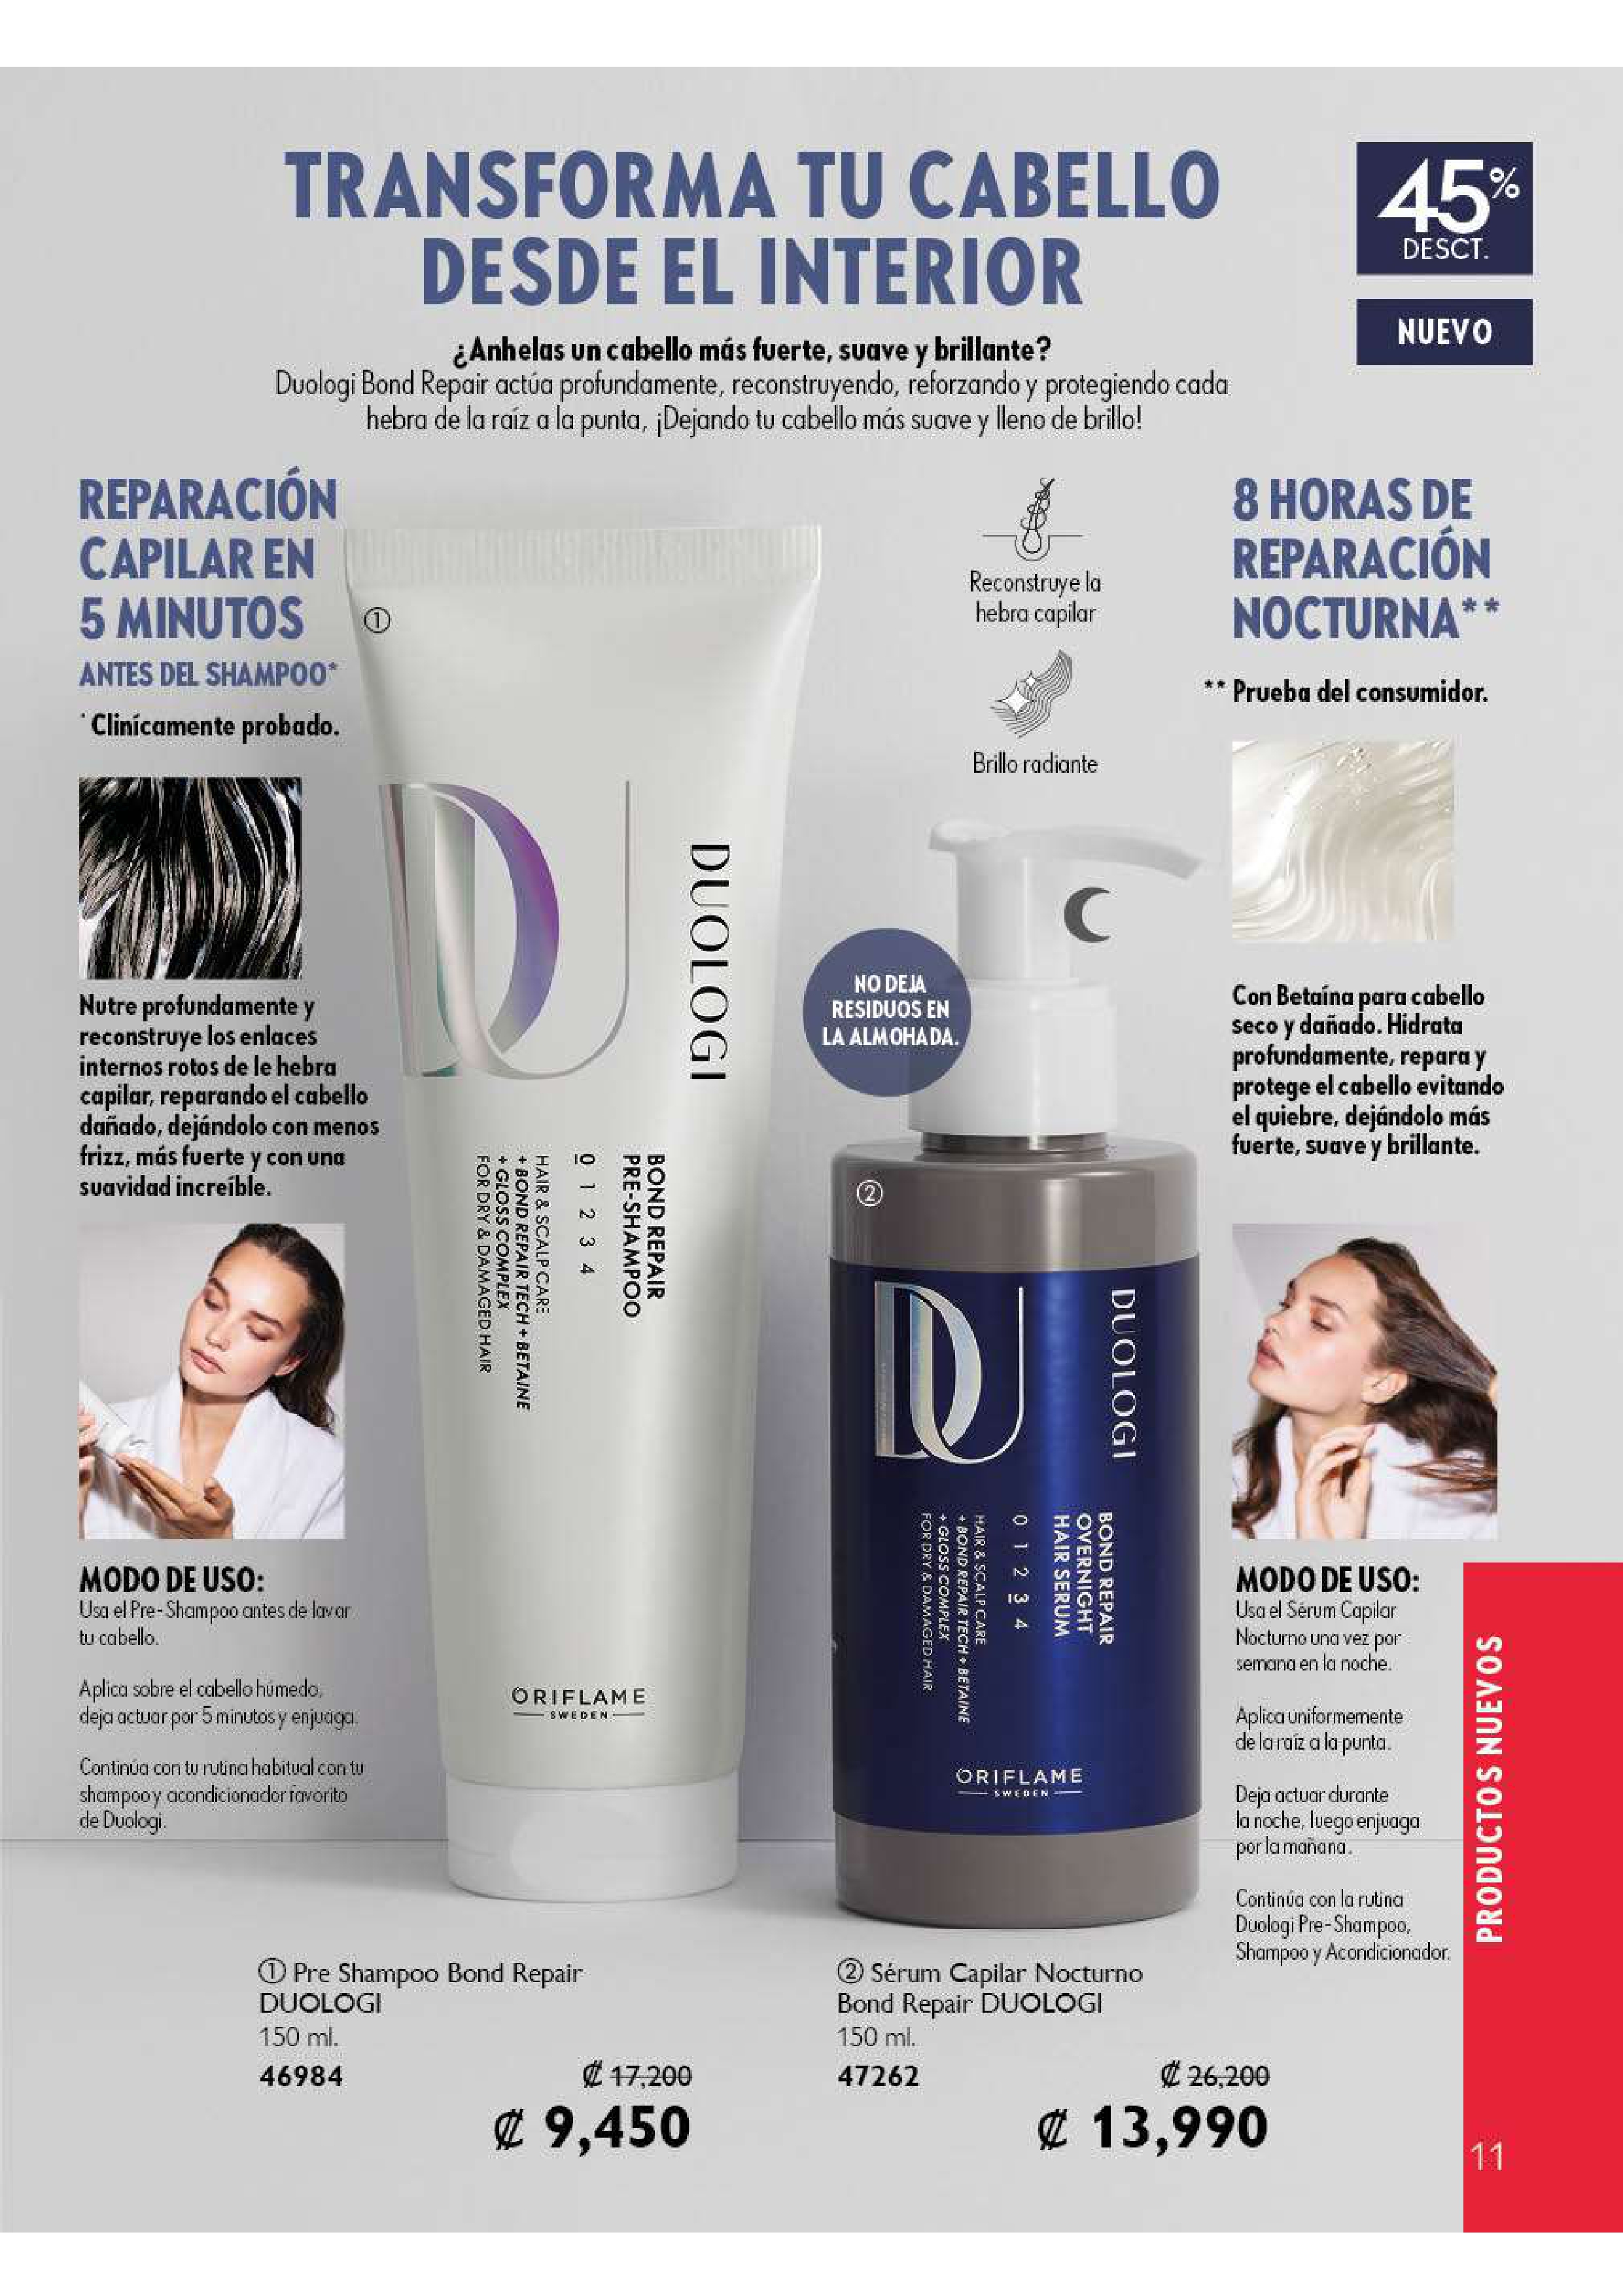 TRANSFORMA TU CABELLO
DESDE EL INTERIOR
45%
DESCT.
NUEVO
¿Anhelas un cabello más fuerte, suave y brillante?
Duologi Bond Repair actúa profundamente, reconstruyendo, reforzando y protegiendo cada
hebra de la raíz a la punta, ¡Dejando tu cabello más suave y lleno de brillo!
REPARACIÓN
CAPILAR EN
5 MINUTOS
ANTES DEL SHAMPOO*
*Clinícamente probado.
Nutre profundamente y
reconstruye los enlaces
internos rotos de le hebra
capilar, reparando el cabello
dañado, dejándolo con menos
frizz, más fuerte y con una
suavidad increíble.
MODO DE USO:
Usa el Pre-Shampoo antes de lavar
tu cabello.
Aplica sobre el cabello húmedo,
deja actuar por 5 minutos y enjuaga.
Continúa con tu rutina habitual con tu
shampoo y acondicionador favorito
de Duologi.
①
DU
DUOLOGI
BOND REPAIR
PRE-SHAMPOO
0 1 2 3 4
HAIR & SCALP CARE
+ BOND REPAIR TECH + BETAINE
+ GLOSS COMPLEX
FOR DRY & DAMAGED HAIR
ORIFLAME
SWEDEN
Reconstruye la
hebra capilar
Brillo radiante
NO DEJA
RESIDUOS EN
LA ALMOHADA.
②
DU
DUOLOGI
BOND REPAIR
OVERNIGHT
HAIR SERUM
0 1 2 3 4
HAIR & SCALP CARE
+ BOND REPAIR TECH + BETAINE
+ GLOSS COMPLEX
FOR DRY & DAMAGED HAIR
ORIFLAME
SWEDEN
8 HORAS DE
REPARACIÓN
NOCTURNA**
** Prueba del consumidor.
Con Betaína para cabello
seco y dañado. Hidrata
profundamente, repara y
protege el cabello evitando
el quiebre, dejándolo más
fuerte, suave y brillante.
MODO DE USO:
Usa el Sérum Capilar
Nocturno una vez por
semana en la noche.
Aplica uniformemente
de la raíz a la punta.
Deja actuar durante
la noche, luego enjuaga
por la mañana.
Continúa con la rutina
Duologi Pre-Shampoo,
Shampoo y Acondicionador.
① Pre Shampoo Bond Repair
DUOLOGI
150 ml.
46984
₡ 17,200
₡ 9,450
② Sérum Capilar Nocturno
Bond Repair DUOLOGI
150 ml.
47262
₡ 26,200
₡ 13,990
PRODUCTOS NUEVOS
11